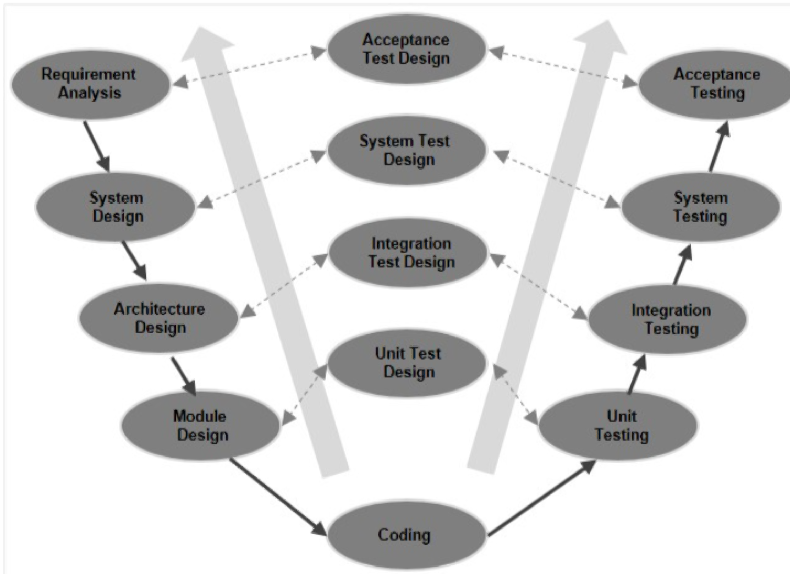 Acceptance
Test Design
Requirement
Analysis
Acceptance
Testing
System Test
Design
System
Design
System
Testing
Integration
Test Design
Architecture
Design
Integration
Testing
Unit Test
Design
Module
Design
Unit
Testing
Coding